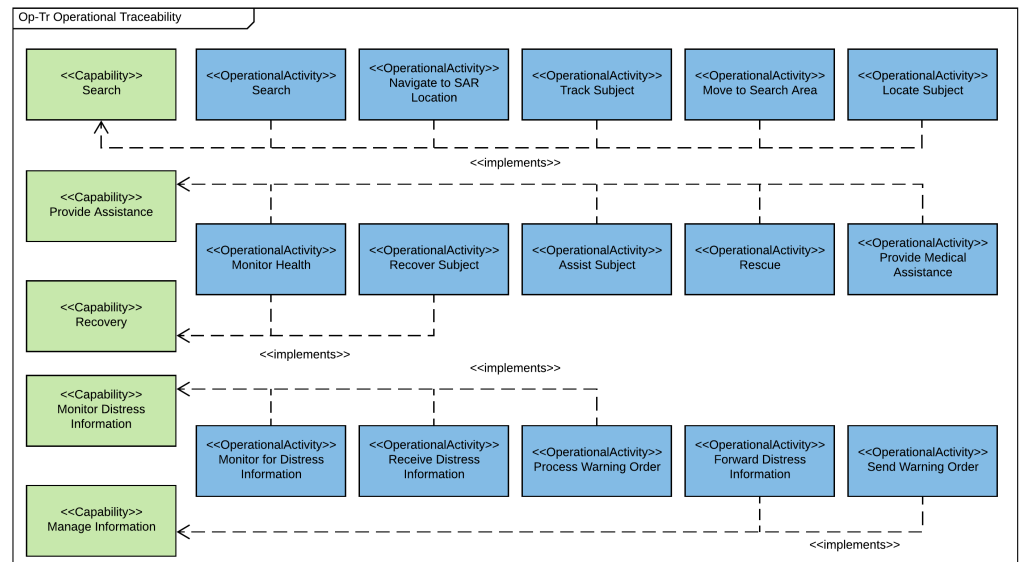 Op-Tr Operational Traceability
<<Capability>>
Search
<<OperationalActivity>>
Search
<<OperationalActivity>>
Navigate to SAR
Location
<<OperationalActivity>>
Track Subject
<<OperationalActivity>>
Move to Search Area
<<OperationalActivity>>
Locate Subject
<<implements>>
<<Capability>>
Provide Assistance
<<OperationalActivity>>
Monitor Health
<<OperationalActivity>>
Recover Subject
<<OperationalActivity>>
Assist Subject
<<OperationalActivity>>
Rescue
<<OperationalActivity>>
Provide Medical
Assistance
<<Capability>>
Recovery
<<implements>>
<<implements>>
<<Capability>>
Monitor Distress
Information
<<OperationalActivity>>
Monitor for Distress
Information
<<OperationalActivity>>
Receive Distress
Information
<<OperationalActivity>>
Process Warning Order
<<OperationalActivity>>
Forward Distress
Information
<<OperationalActivity>>
Send Warning Order
<<Capability>>
Manage Information
<<implements>>